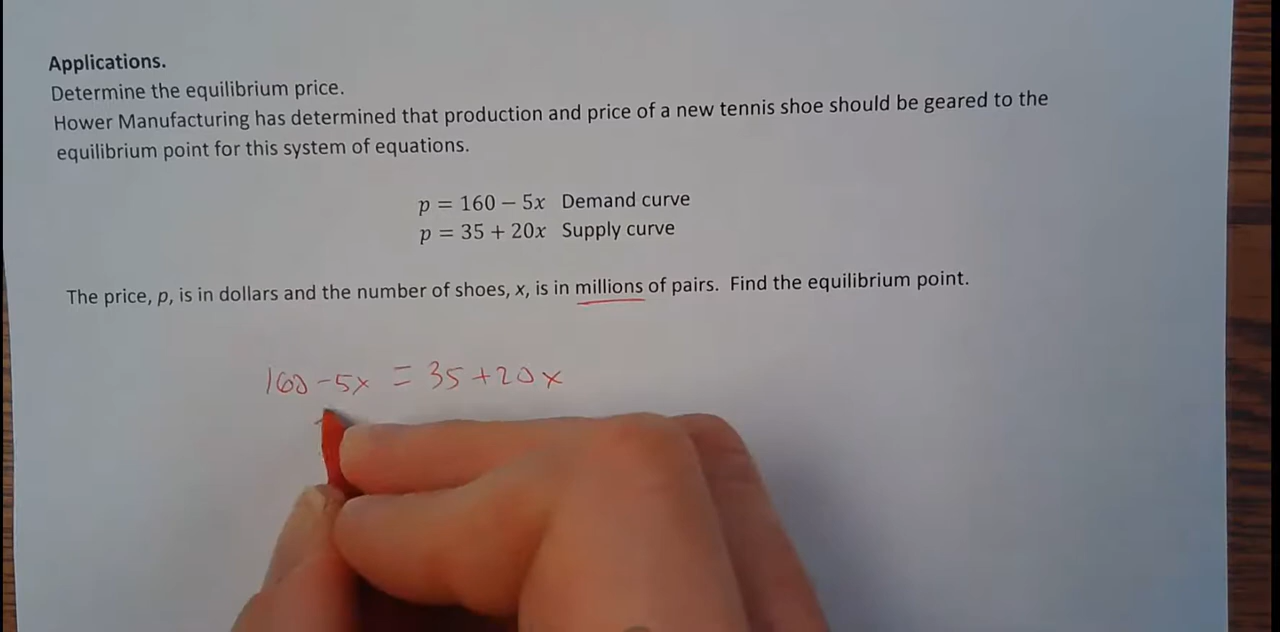 Applications.
Determine the equilibrium price.
Hower Manufacturing has determined that production and price of a new tennis shoe should be geared to the
equilibrium point for this system of equations.
p = 160 – 5x Demand curve
p = 35 + 20x Supply curve
The price, p, is in dollars and the number of shoes, x, is in millions of pairs. Find the equilibrium point.
160 -5x = 35 +20x